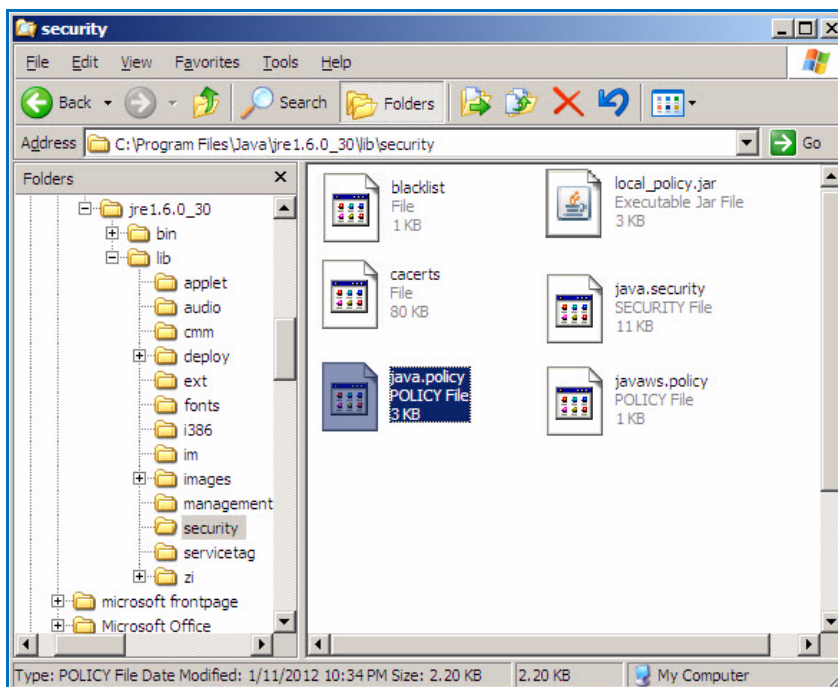 security
File Edit View Favorites Tools Help
Back Search Folders
Address C:\Program Files\Java\jre1.6.0_30\lib\security Go
Folders
jre1.6.0_30
bin
lib
applet
audio
cmm
deploy
ext
fonts
i386
im
images
management
security
servicetag
zi
microsoft frontpage
Microsoft Office
blacklist
File
1 KB
local_policy.jar
Executable Jar File
3 KB
cacerts
File
80 KB
java.security
SECURITY File
11 KB
java.policy
POLICY File
3 KB
javaws.policy
POLICY File
1 KB
Type: POLICY File Date Modified: 1/11/2012 10:34 PM Size: 2.20 KB 2.20 KB My Computer